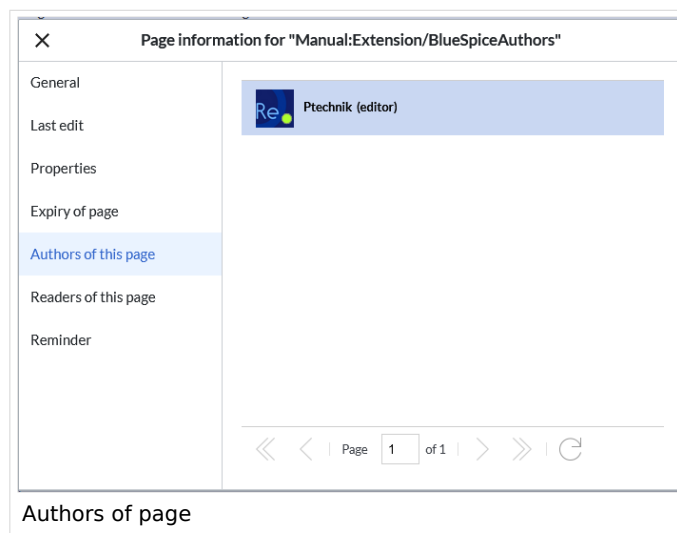 Page information for "Manual:Extension/BlueSpiceAuthors"
General
Last edit
Properties
Expiry of page
Authors of this page
Readers of this page
Reminder
Re
Ptechnik (editor)
Page 1 of 1
Authors of page